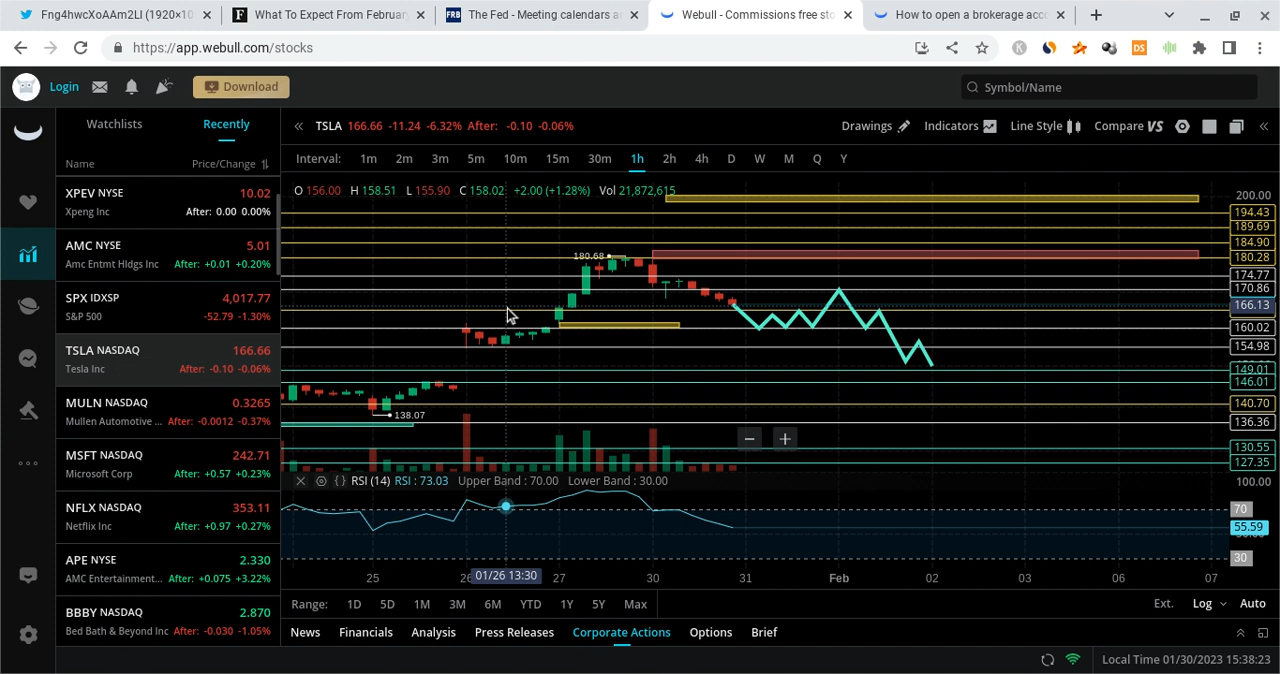 Fng4hwcXoAAm2LI (1920×10
What To Expect From Februar
The Fed - Meeting calendars a
Webull - Commissions free sto
How to open a brokerage acc
https://app.webull.com/stocks
Login
Download
Symbol/Name
Watchlists
Recently
Name
Price/Change
XPEV NYSE 10.02
Xpeng Inc After: 0.00 0.00%
AMC NYSE 5.01
Amc Entmt Hldgs Inc After: +0.01 +0.20%
SPX IDXSP 4,017.77
S&P 500 -52.79 -1.30%
TSLA NASDAQ 166.66
Tesla Inc After: -0.10 -0.06%
MULN NASDAQ 0.3265
Mullen Automotive ... After: -0.0012 -0.37%
MSFT NASDAQ 242.71
Microsoft Corp After: +0.57 +0.23%
NFLX NASDAQ 353.11
Netflix Inc After: +0.97 +0.27%
APE NYSE 2.330
AMC Entertainment... After: +0.075 +3.22%
BBBY NASDAQ 2.870
Bed Bath & Beyond Inc After: -0.030 -1.05%
TSLA 166.66 -11.24 -6.32% After: -0.10 -0.06%
Drawings
Indicators
Line Style
Compare VS
Interval: 1m 2m 3m 5m 10m 15m 30m 1h 2h 4h D W M Q Y
O 156.00 H 158.51 L 155.90 C 158.02 +2.00 (+1.28%) Vol 21,872,615
200.00
194.43
189.69
184.90
180.28
174.77
170.86
166.13
160.02
154.98
149.01
146.01
140.70
136.36
130.55
127.35
180.68
138.07
RSI (14) RSI : 73.03 Upper Band : 70.00 Lower Band : 30.00
100.00
70
55.59
30
25 26 01/26 13:30 27 30 31 Feb 02 03 06 07
Range: 1D 5D 1M 3M 6M YTD 1Y 5Y Max
Ext. Log Auto
News Financials Analysis Press Releases Corporate Actions Options Brief
Local Time 01/30/2023 15:38:23